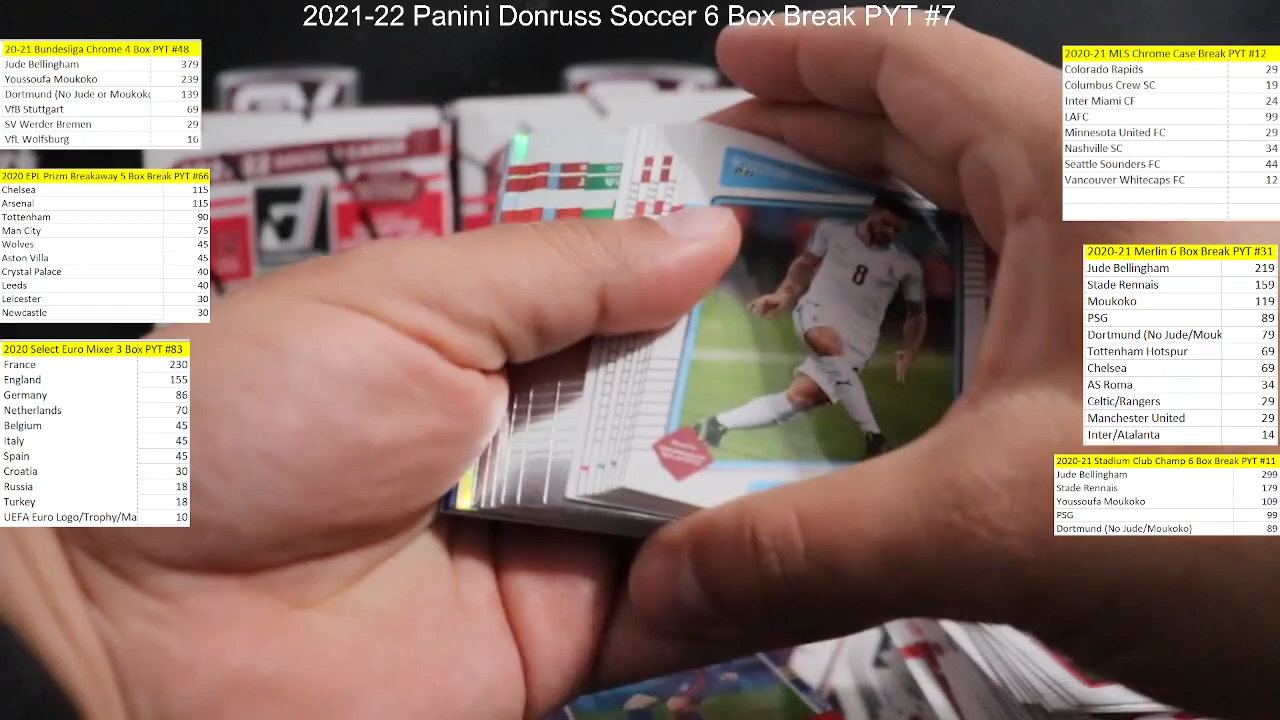 2021-22 Panini Donruss Soccer 6 Box Break PYT #7
20-21 Bundesliga Chrome 4 Box PYT #48
Jude Bellingham 379
Youssoufa Moukoko 239
Dortmund (No Jude or Moukoko 139
VfB Stuttgart 69
SV Werder Bremen 29
VfL Wolfsburg 16
2020 EPL Prizm Breakaway 5 Box Break PYT #66
Chelsea 115
Arsenal 115
Tottenham 90
Man City 75
Wolves 45
Aston Villa 45
Crystal Palace 40
Leeds 40
Leicester 30
Newcastle 30
2020 Select Euro Mixer 3 Box PYT #83
France 230
England 155
Germany 86
Netherlands 70
Belgium 45
Italy 45
Spain 45
Croatia 30
Russia 18
Turkey 18
UEFA Euro Logo/Trophy/Ma 10
8
2020-21 MLS Chrome Case Break PYT #12
Colorado Rapids 29
Columbus Crew SC 19
Inter Miami CF 24
LAFC 99
Minnesota United FC 29
Nashville SC 34
Seattle Sounders FC 44
Vancouver Whitecaps FC 12
2020-21 Merlin 6 Box Break PYT #31
Jude Bellingham 219
Stade Rennais 159
Moukoko 119
PSG 89
Dortmund (No Jude/Mouk 79
Tottenham Hotspur 69
Chelsea 69
AS Roma 34
Celtic/Rangers 29
Manchester United 29
Inter/Atalanta 14
2020-21 Stadium Club Champ 6 Box Break PYT #11
Jude Bellingham 299
Stade Rennais 179
Youssoufa Moukoko 109
PSG 99
Dortmund (No Jude/Moukoko) 89